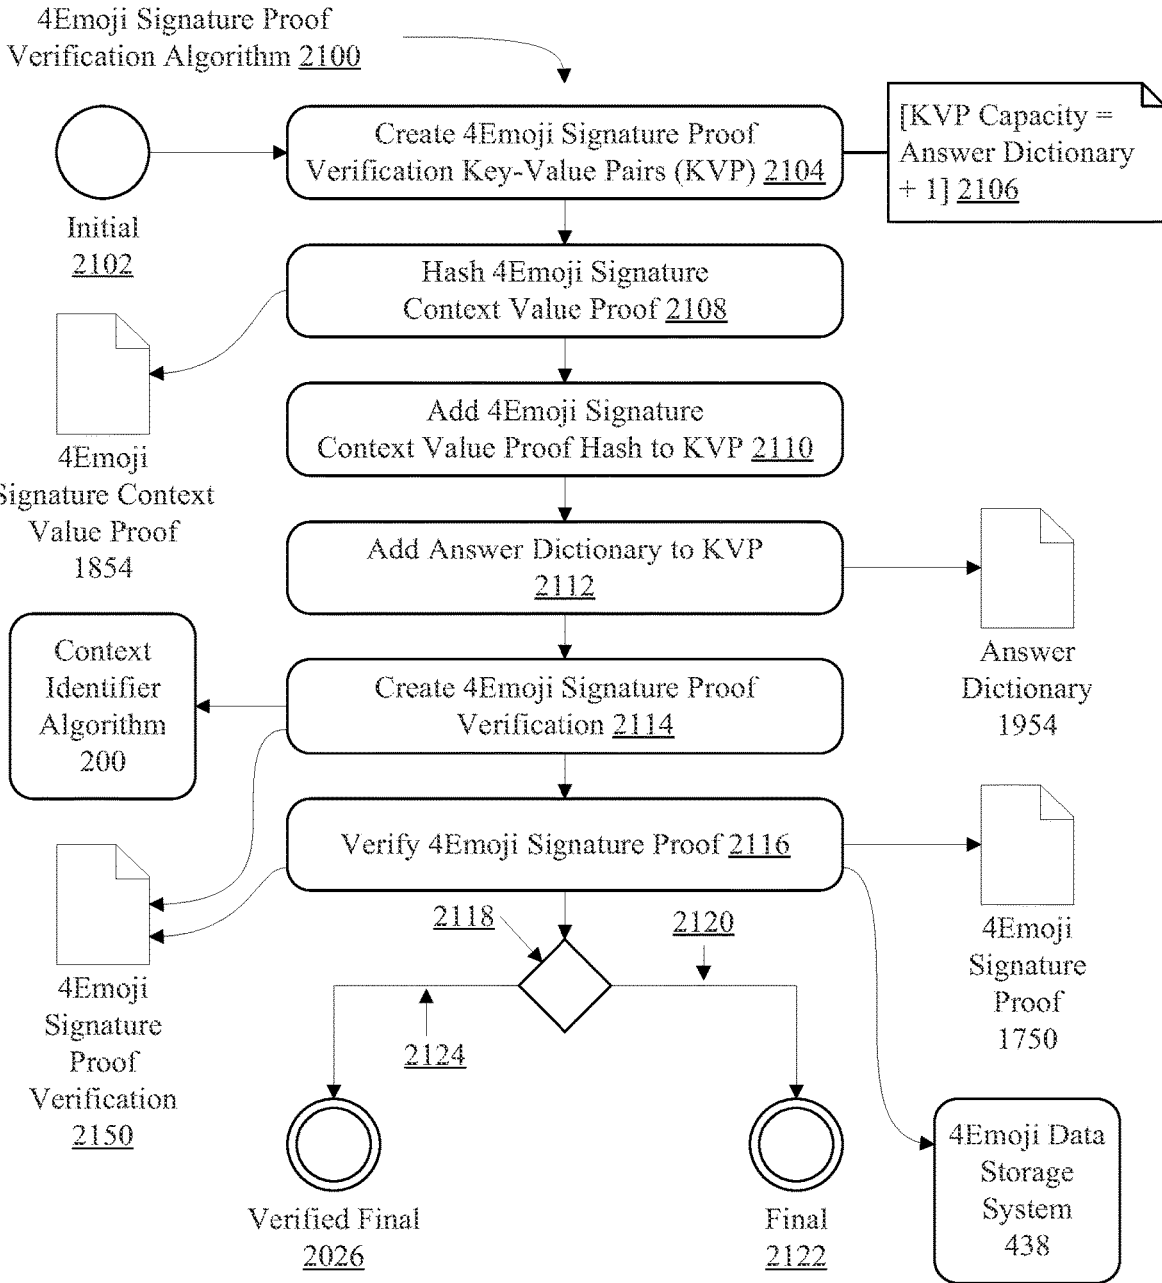 4Emoji Signature Proof
Verification Algorithm 2100
Create 4Emoji Signature Proof
Verification Key-Value Pairs (KVP) 2104
[KVP Capacity =
Answer Dictionary
+ 1] 2106
Initial
2102
Hash 4Emoji Signature
Context Value Proof 2108
Add 4Emoji Signature
Context Value Proof Hash to KVP 2110
4Emoji
Signature Context
Value Proof
1854
Add Answer Dictionary to KVP
2112
Answer
Dictionary
1954
Context
Identifier
Algorithm
200
Create 4Emoji Signature Proof
Verification 2114
Verify 4Emoji Signature Proof 2116
4Emoji
Signature
Proof
1750
2118
2120
2124
4Emoji
Signature
Proof
Verification
2150
Verified Final
2026
Final
2122
4Emoji Data
Storage
System
438